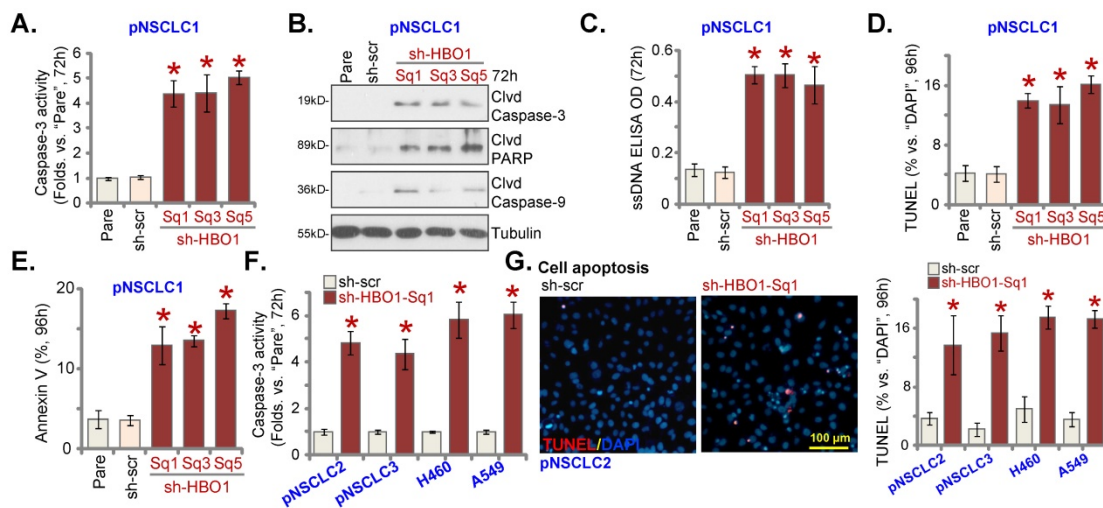 A.
pNSCLC1
Caspase-3 activity
(Folds. vs. "Pare", 72h)
6
5
4
3
2
1
0
Pare
sh-scr
Sq1 Sq3 Sq5
sh-HBO1
* * *
B.
Pare
sh-scr
sh-HBO1
Sq1 Sq3 Sq5 72h
19kD-
Clvd
Caspase-3
89kD-
Clvd
PARP
36kD-
Clvd
Caspase-9
55kD-
Tubulin
C.
pNSCLC1
ssDNA ELISA OD (72h)
0.6
0.4
0.2
0
Pare
sh-scr
Sq1 Sq3 Sq5
sh-HBO1
* * *
D.
pNSCLC1
TUNEL (% vs. "DAPI", 96h)
16%
12%
8%
4%
0
Pare
sh-scr
Sq1 Sq3 Sq5
sh-HBO1
* * *
E.
pNSCLC1
Annexin V (%, 96h)
20
10
0
Pare
sh-scr
Sq1 Sq3 Sq5
sh-HBO1
* * *
F.
sh-scr
sh-HBO1-Sq1
Caspase-3 activity
(Folds. vs. "Pare", 72h)
6
4
2
0
pNSCLC2
pNSCLC3
H460
A549
* * * *
G.
Cell apoptosis
sh-scr
sh-HBO1-Sq1
TUNEL/DAPI
100 μm
pNSCLC2
sh-scr
sh-HBO1-Sq1
TUNEL (% vs. "DAPI", 96h)
16%
12%
8%
4%
0
pNSCLC2
pNSCLC3
H460
A549
* * * *